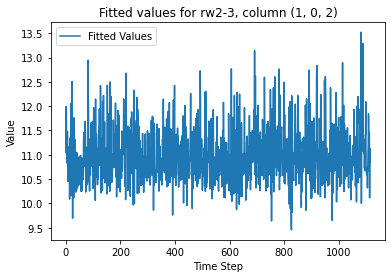 Fitted values for rw2-3, column (1, 0, 2)
Fitted Values
Value
13.5
13.0
12.5
12.0
11.5
11.0
10.5
10.0
9.5
0 200 400 600 800 1000
Time Step